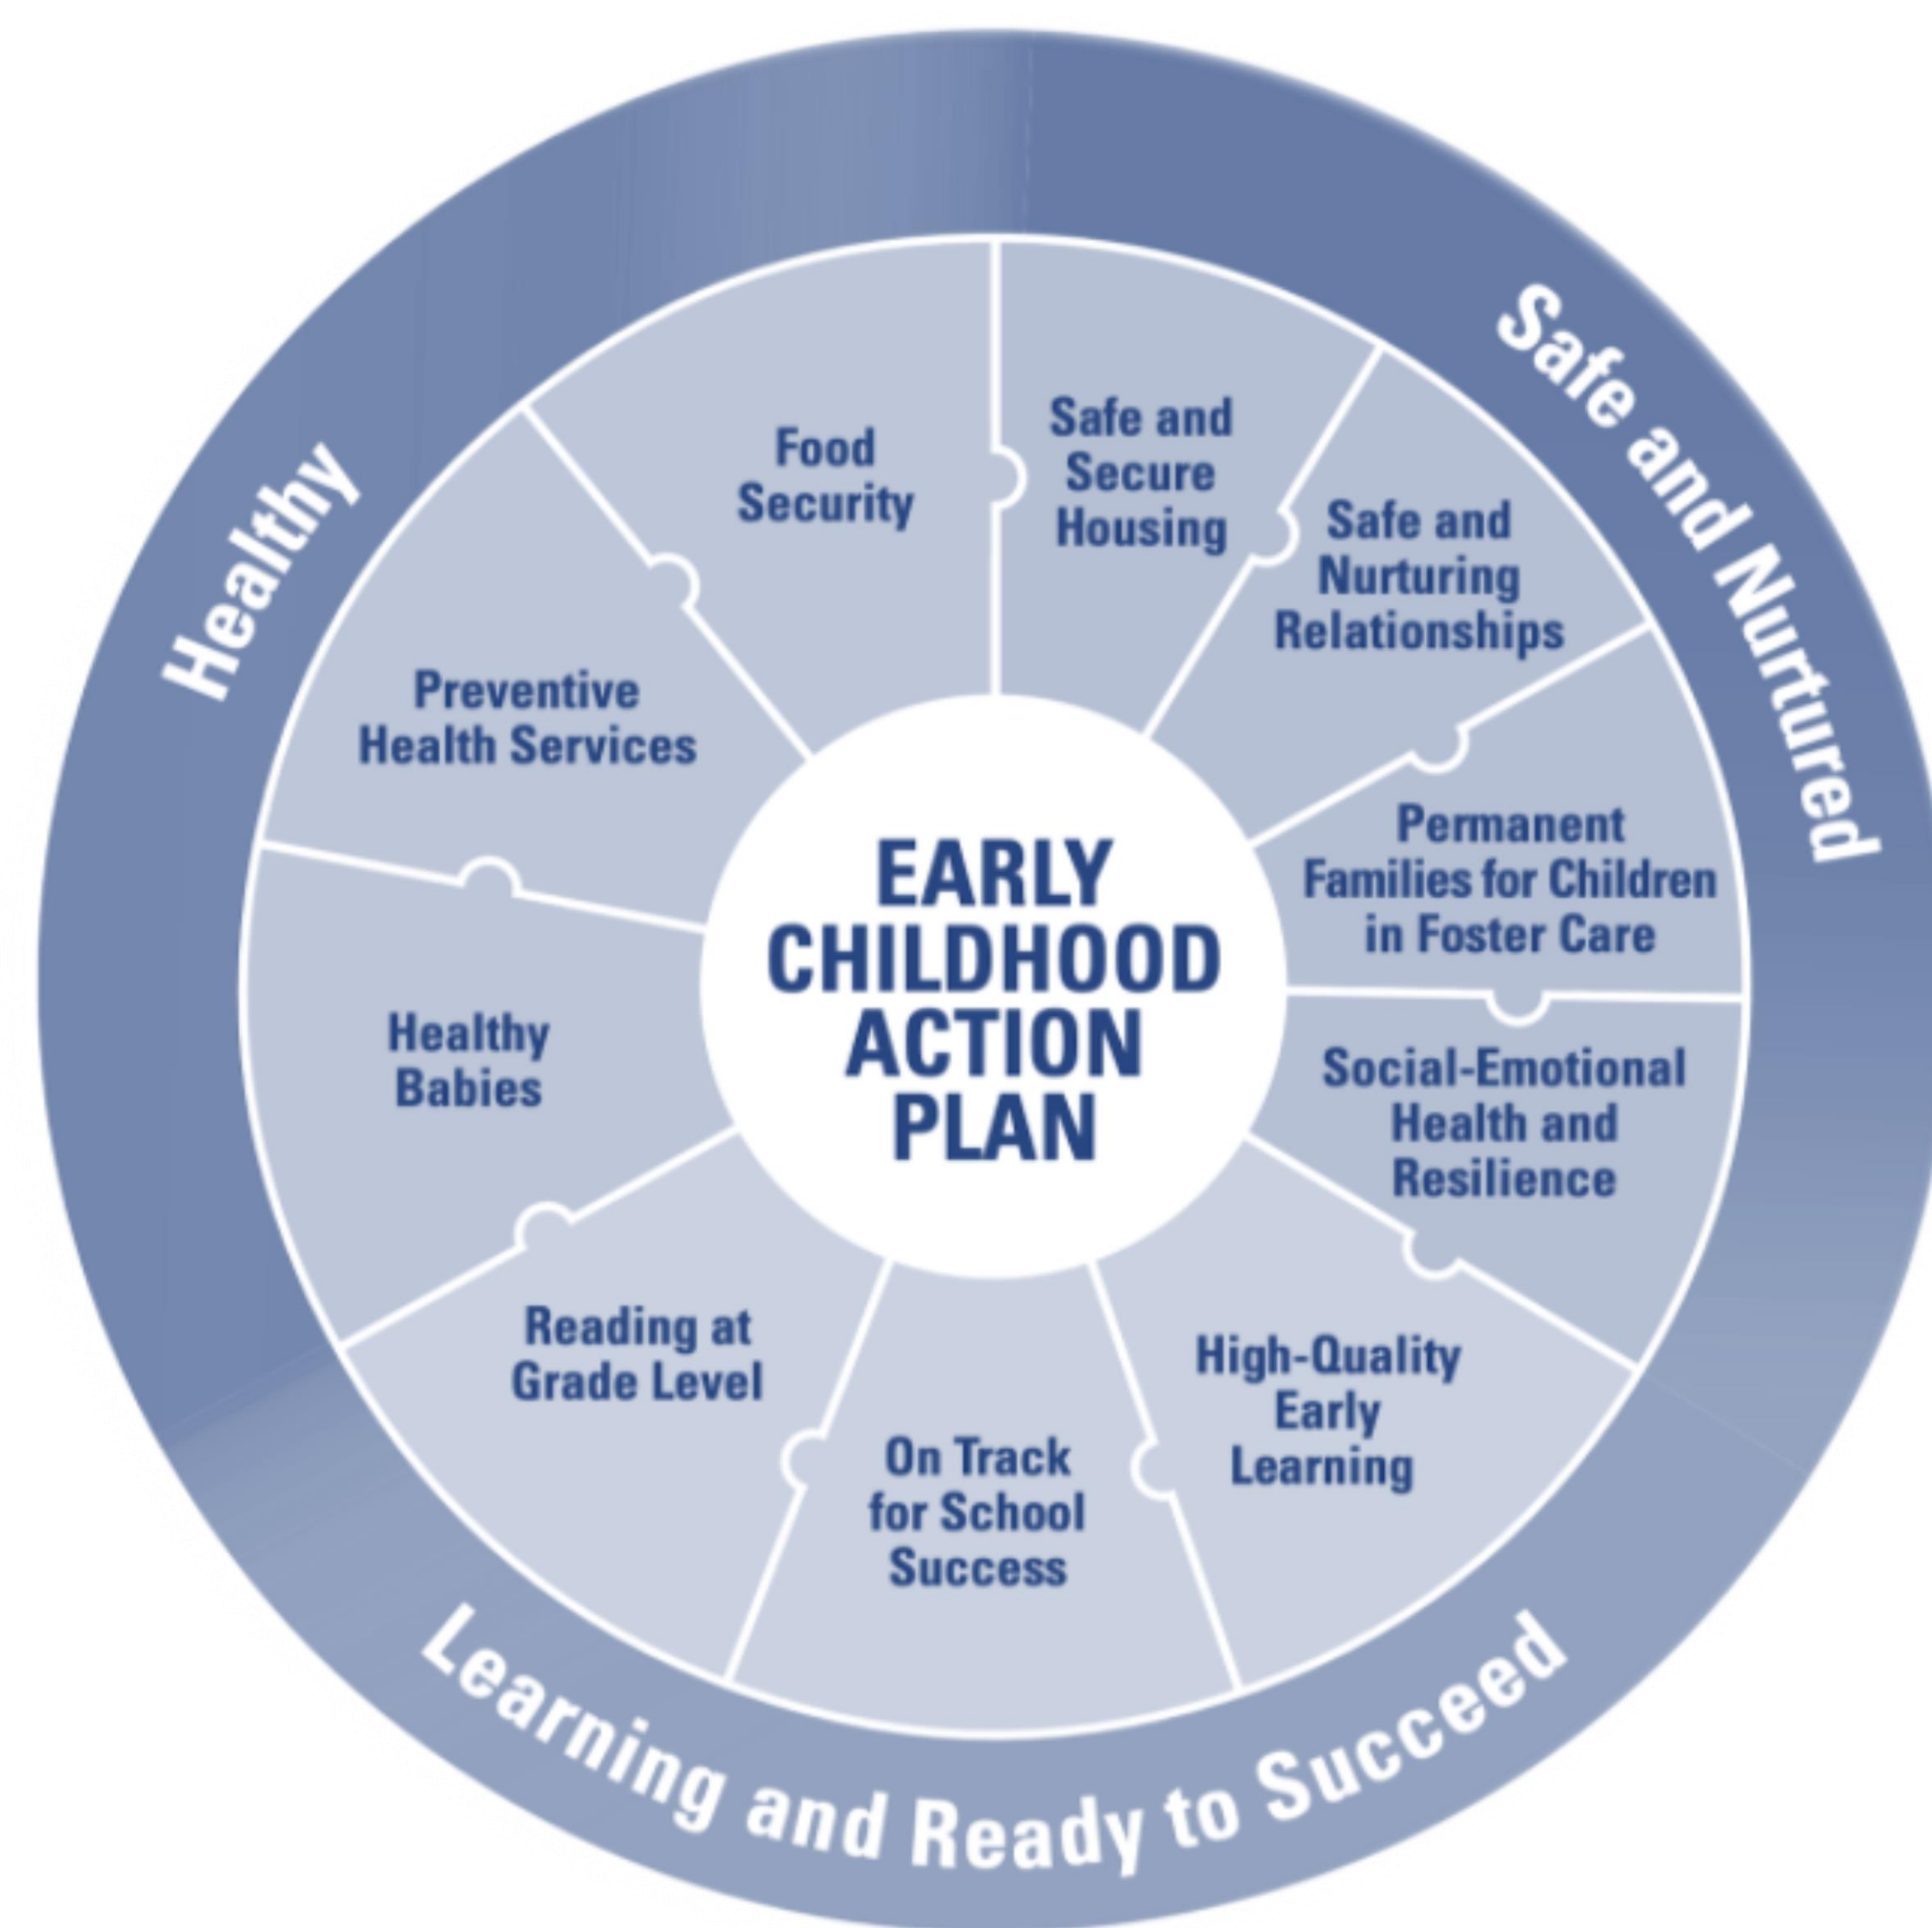 Healthy
Safe and Nurtured
Learning and Ready to Succeed
Food
Security
Safe and
Secure
Housing
Safe and
Nurturing
Relationships
Permanent
Families for Children
in Foster Care
Social-Emotional
Health and
Resilience
High-Quality
Early
Learning
On Track
for School
Success
Reading at
Grade Level
Healthy
Babies
Preventive
Health Services
EARLY
CHILDHOOD
ACTION
PLAN